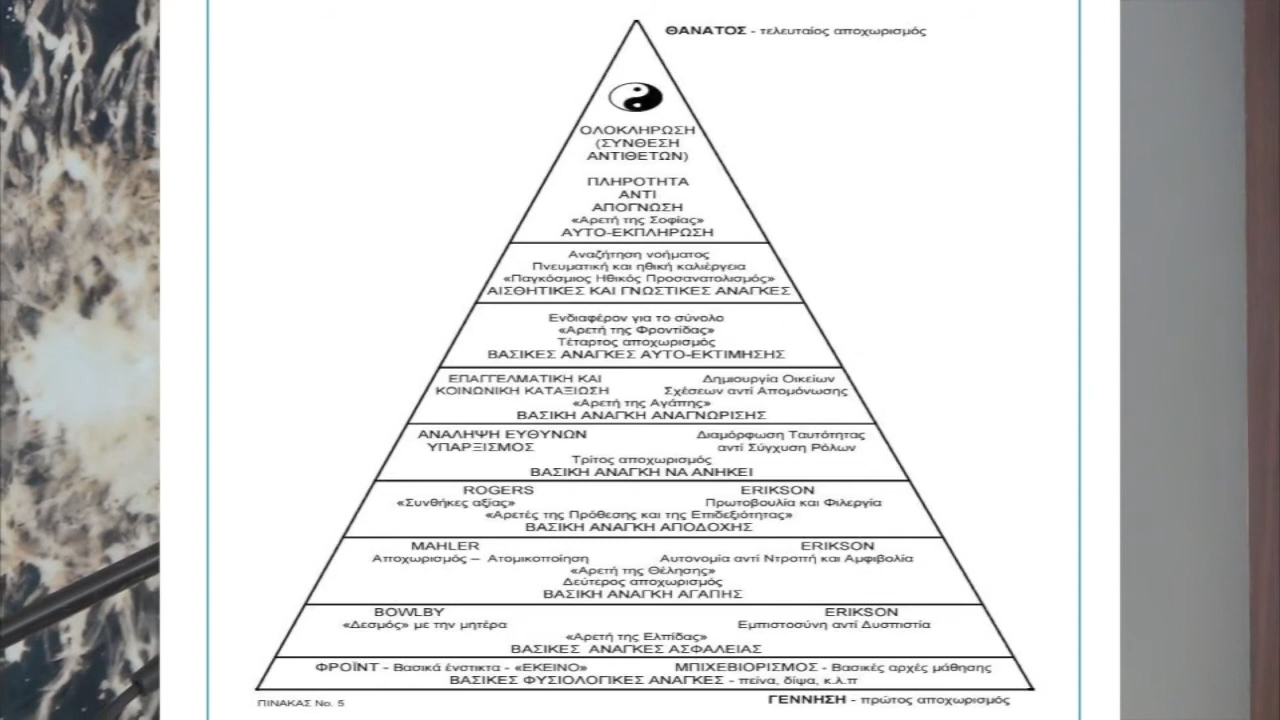 ΘΑΝΑΤΟΣ - τελευταίος αποχωρισμός
ΟΛΟΚΛΗΡΩΣΗ
(ΣΥΝΘΕΣΗ
ΑΝΤΙΘΕΤΩΝ)
ΠΛΗΡΟΤΗΤΑ
ΑΝΤΙ
ΑΠΟΓΝΩΣΗ
«Αρετή της Σοφίας»
ΑΥΤΟ-ΕΚΠΛΗΡΩΣΗ
Αναζήτηση νοήματος
Πνευματική και ηθική καλιέργεια
«Παγκόσμιος Ηθικός Προσανατολισμός»
ΑΙΣΘΗΤΙΚΕΣ ΚΑΙ ΓΝΩΣΤΙΚΕΣ ΑΝΑΓΚΕΣ
Ενδιαφέρον για το σύνολο
«Αρετή της Φροντίδας»
Τέταρτος αποχωρισμός
ΒΑΣΙΚΕΣ ΑΝΑΓΚΕΣ ΑΥΤΟ-ΕΚΤΙΜΗΣΗΣ
ΕΠΑΓΓΕΛΜΑΤΙΚΗ ΚΑΙ Δημιουργία Οικείων
ΚΟΙΝΩΝΙΚΗ ΚΑΤΑΞΙΩΣΗ Σχέσεων αντί Απομόνωσης
«Αρετή της Αγάπης»
ΒΑΣΙΚΗ ΑΝΑΓΚΗ ΑΝΑΓΝΩΡΙΣΗΣ
ΑΝΑΛΗΨΗ ΕΥΘΥΝΩΝ Διαμόρφωση Ταυτότητας
ΥΠΑΡΞΙΣΜΟΣ αντί Σύγχυση Ρόλων
Τρίτος αποχωρισμός
ΒΑΣΙΚΗ ΑΝΑΓΚΗ ΝΑ ΑΝΗΚΕΙ
ROGERS ERIKSON
«Συνθήκες αξίας» Πρωτοβουλία και Φιλεργία
«Αρετές της Πρόθεσης και της Επιδεξιότητας»
ΒΑΣΙΚΗ ΑΝΑΓΚΗ ΑΠΟΔΟΧΗΣ
MAHLER ERIKSON
Αποχωρισμός – Ατομικοποίηση Αυτονομία αντί Ντροπή και Αμφιβολία
«Αρετή της Θέλησης»
Δεύτερος αποχωρισμός
ΒΑΣΙΚΗ ΑΝΑΓΚΗ ΑΓΑΠΗΣ
BOWLBY ERIKSON
«Δεσμός» με την μητέρα Εμπιστοσύνη αντί Δυσπιστία
«Αρετή της Ελπίδας»
ΒΑΣΙΚΕΣ ΑΝΑΓΚΕΣ ΑΣΦΑΛΕΙΑΣ
ΦΡΟΪΝΤ - Βασικά ένστικτα - «ΕΚΕΙΝΟ» ΜΠΙΧΕΒΙΟΡΙΣΜΟΣ - Βασικές αρχές μάθησης
ΒΑΣΙΚΕΣ ΦΥΣΙΟΛΟΓΙΚΕΣ ΑΝΑΓΚΕΣ - πείνα, δίψα, κ.λ.π
ΓΕΝΝΗΣΗ - πρώτος αποχωρισμός
ΠΙΝΑΚΑΣ No. 5